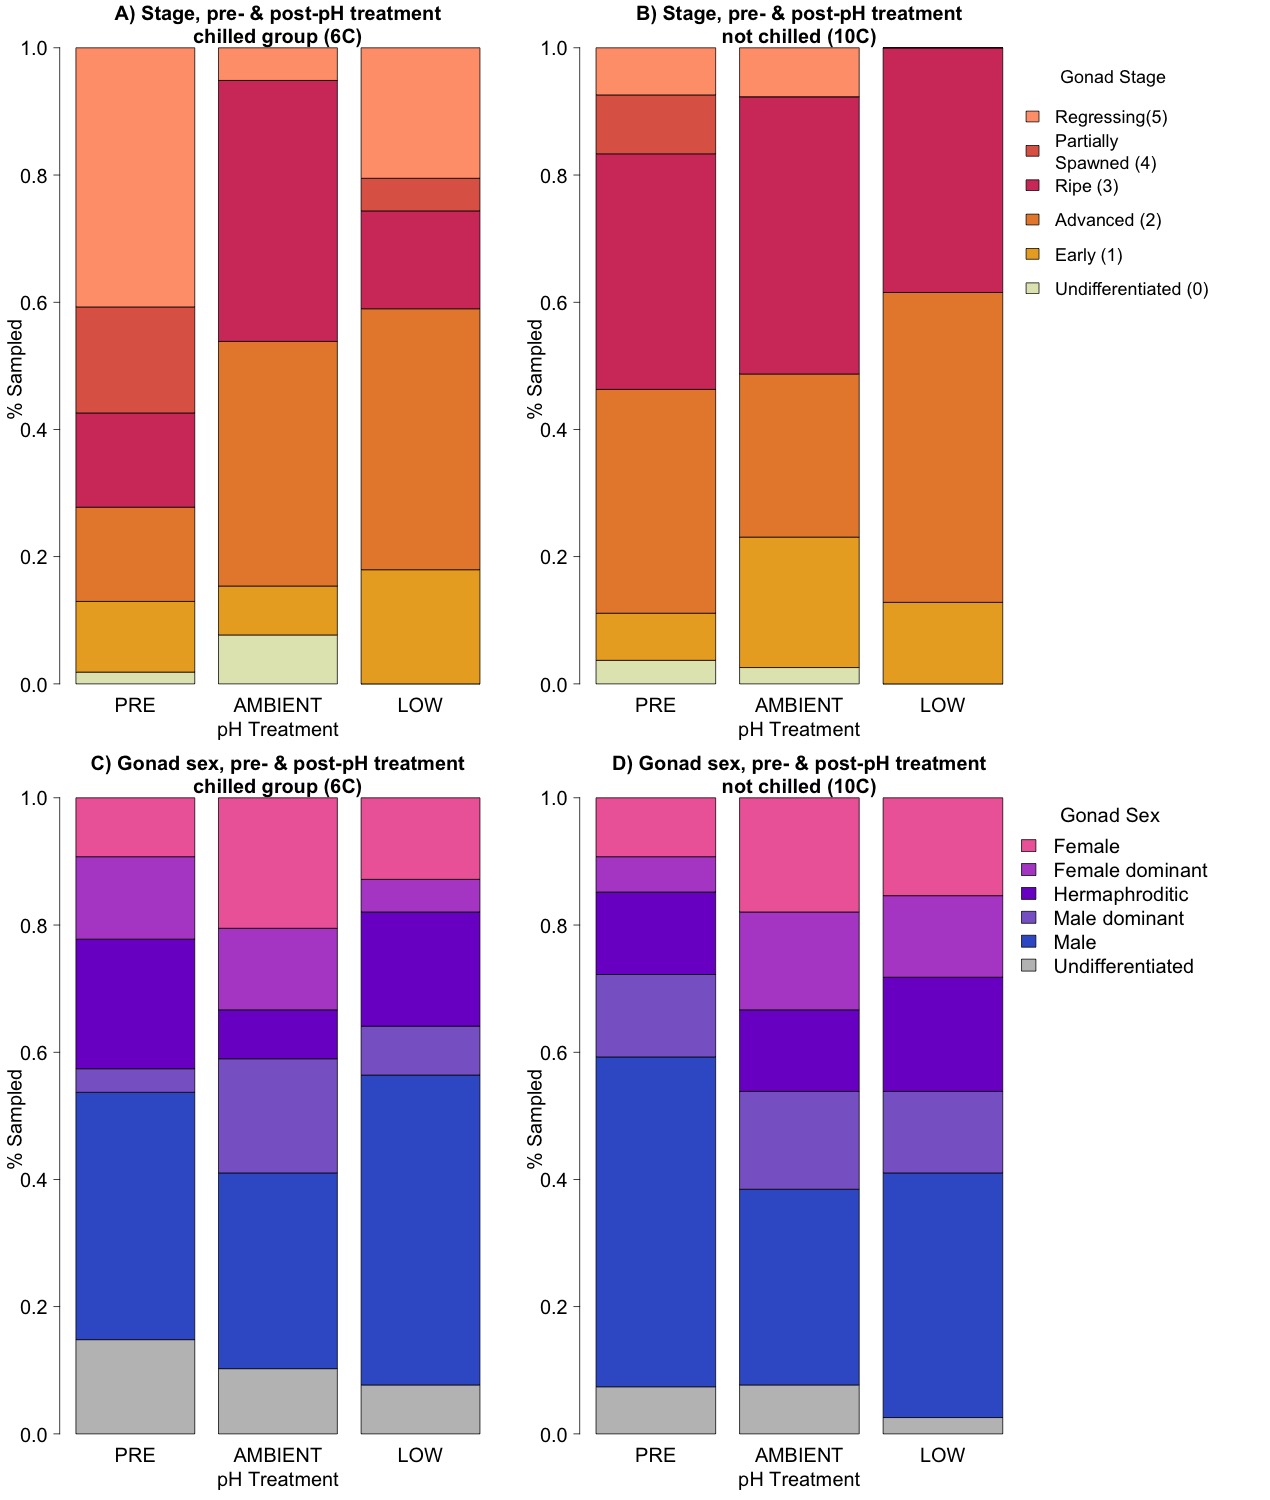 A) Stage, pre- & post-pH treatment
chilled group (6C)
1.0
0.8
0.6
0.4
0.2
0.0
% Sampled
PRE
AMBIENT
LOW
pH Treatment
B) Stage, pre- & post-pH treatment
not chilled (10C)
1.0
0.8
0.6
0.4
0.2
0.0
% Sampled
PRE
AMBIENT
LOW
pH Treatment
Gonad Stage
Regressing(5)
Partially
Spawned (4)
Ripe (3)
Advanced (2)
Early (1)
Undifferentiated (0)
C) Gonad sex, pre- & post-pH treatment
chilled group (6C)
1.0
0.8
0.6
0.4
0.2
0.0
% Sampled
PRE
AMBIENT
LOW
pH Treatment
D) Gonad sex, pre- & post-pH treatment
not chilled (10C)
1.0
0.8
0.6
0.4
0.2
0.0
% Sampled
PRE
AMBIENT
LOW
pH Treatment
Gonad Sex
Female
Female dominant
Hermaphroditic
Male dominant
Male
Undifferentiated